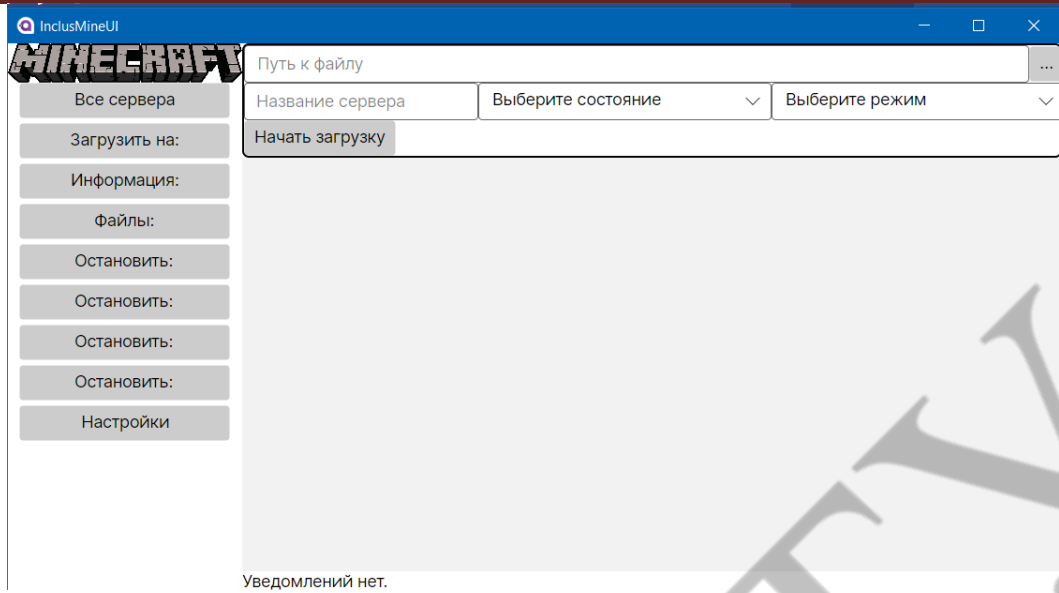 InclusMineUI
MINECRAFT
Путь к файлу
...
Все сервера
Название сервера
Выберите состояние
Выберите режим
Загрузить на:
Начать загрузку
Информация:
Файлы:
Остановить:
Остановить:
Остановить:
Остановить:
Настройки
Уведомлений нет.